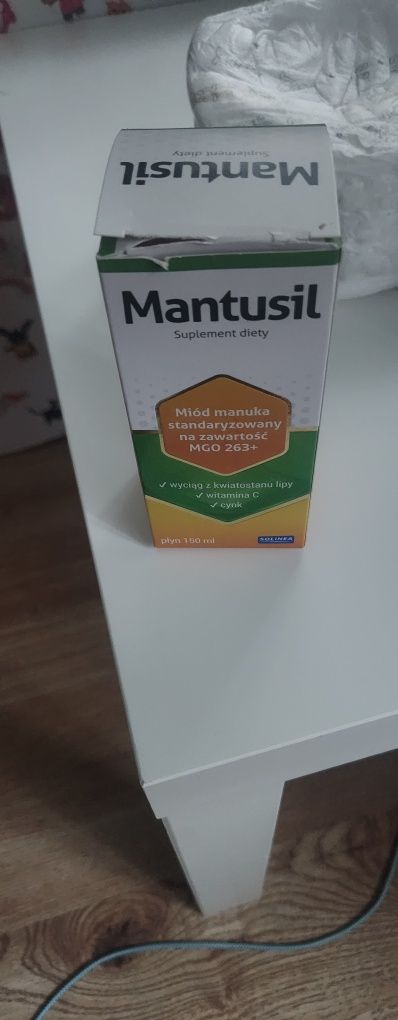 Mantusil
Suplement diety
Mantusil
Suplement diety
Miód manuka
standaryzowany
na zawartość
MGO 263+
✓ wyciąg z kwiatostanu lipy
✓ witamina C
✓ cynk
płyn 150 ml
SOLINEA